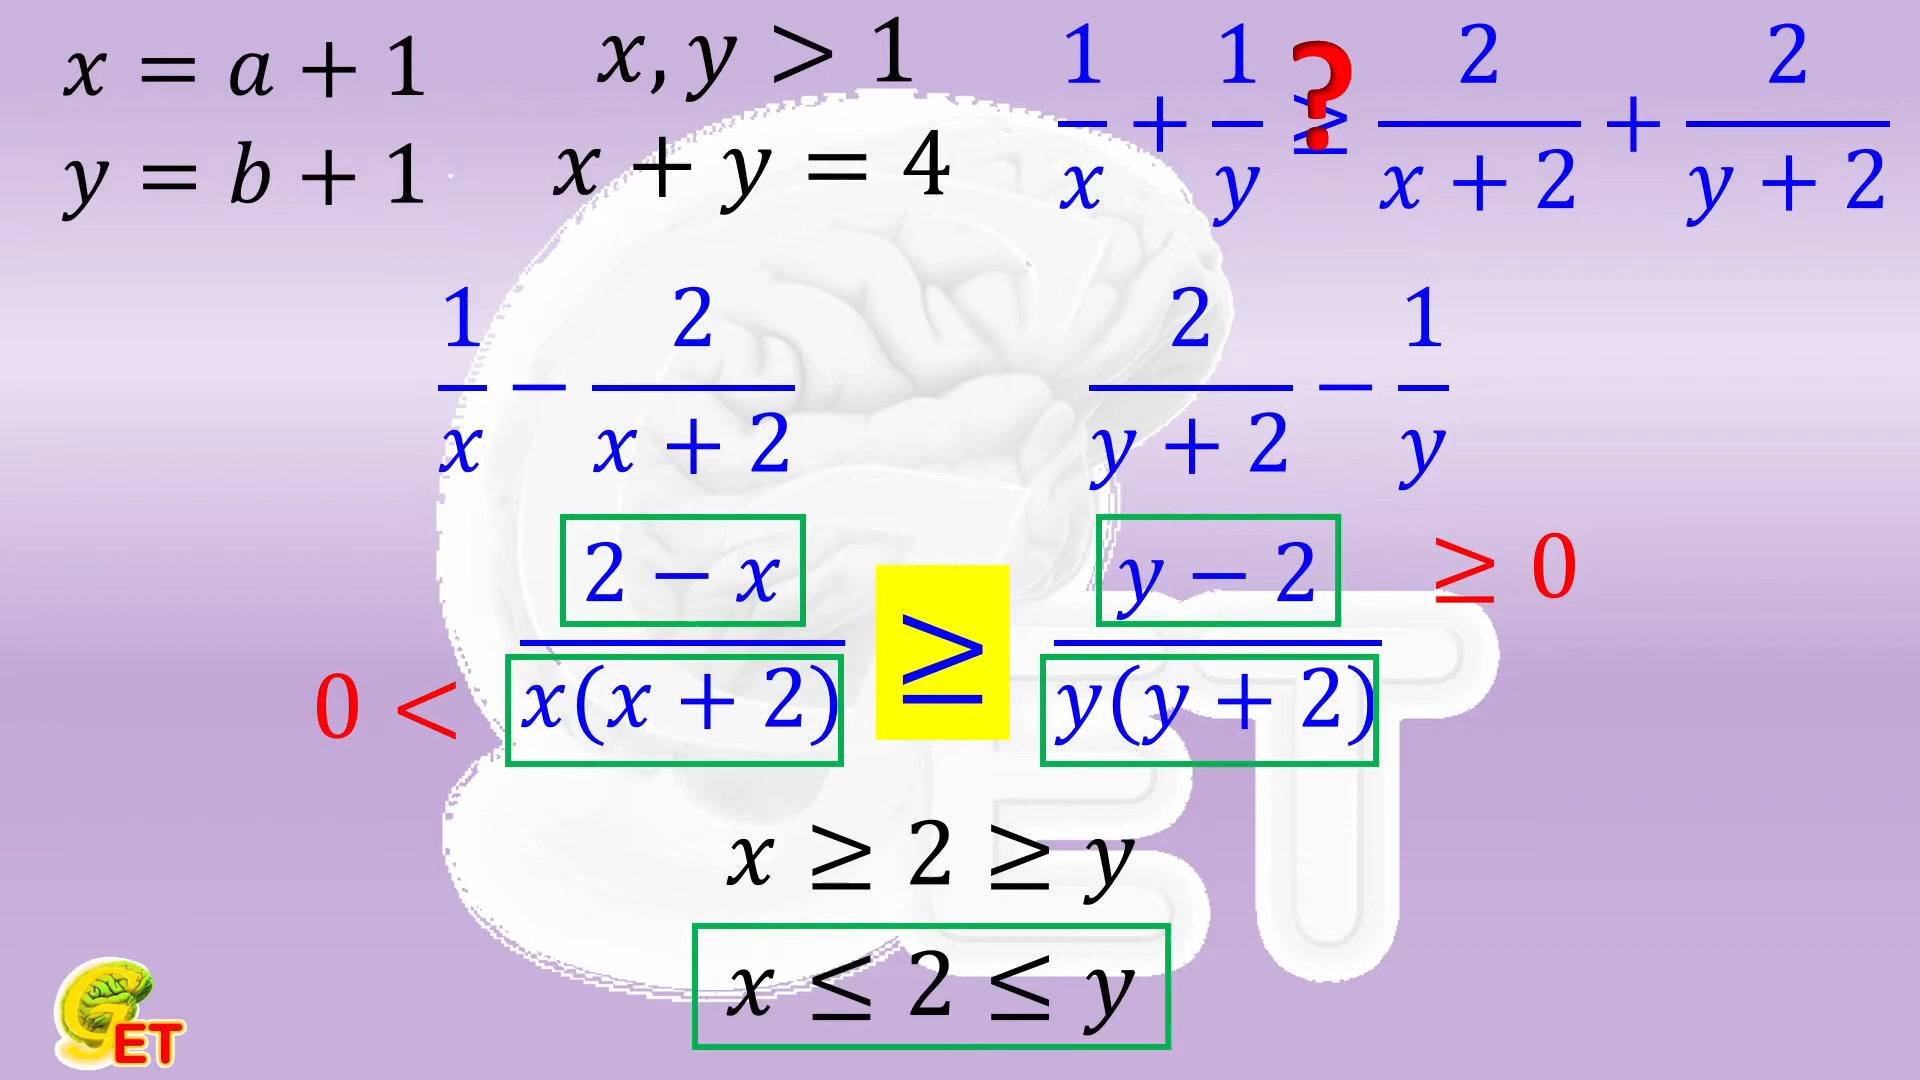 x = a + 1
y = b + 1
x, y > 1
x + y = 4
1/x + 1/y ≥ 2/(x + 2) + 2/(y + 2)
?
1/x − 2/(x + 2)
2/(y + 2) − 1/y
(2 − x)/(x(x + 2)) ≥ (y − 2)/(y(y + 2))
≥ 0
0 <
x ≥ 2 ≥ y
x ≤ 2 ≤ y
GET
ET